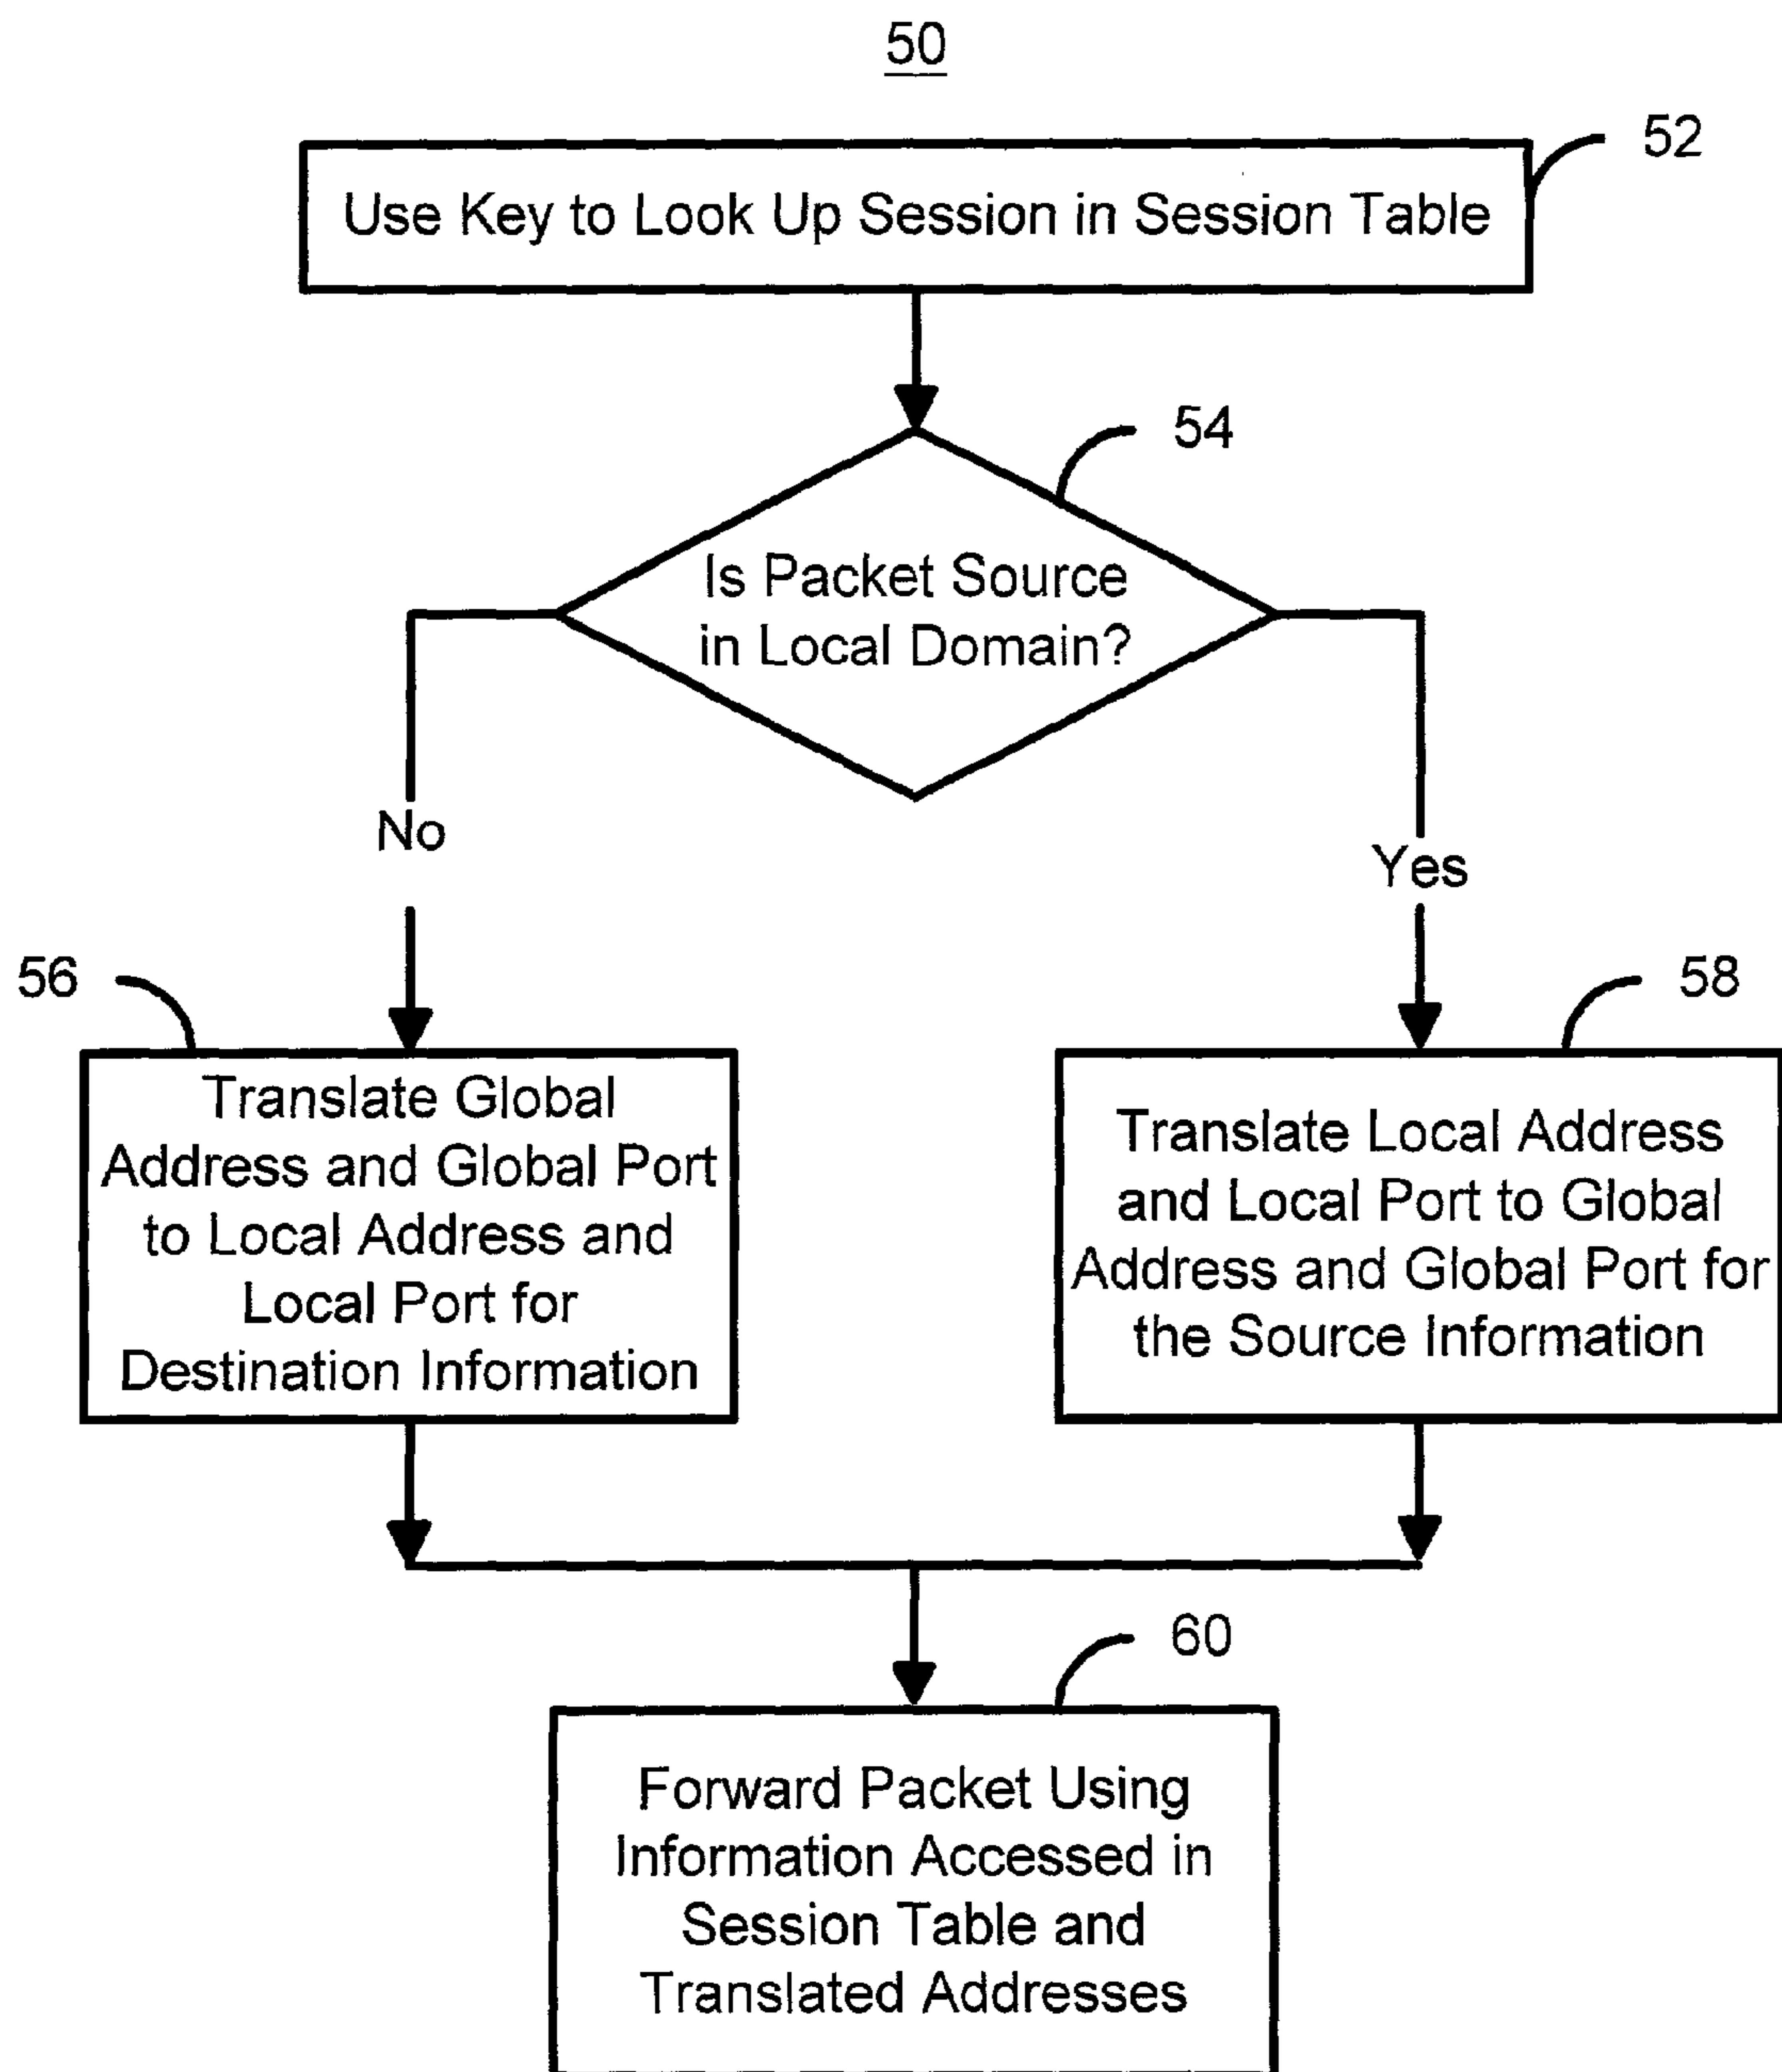 50
52
Use Key to Look Up Session in Session Table
54
Is Packet Source
in Local Domain?
No
Yes
56
58
Translate Global
Address and Global Port
to Local Address and
Local Port for
Destination Information
Translate Local Address
and Local Port to Global
Address and Global Port for
the Source Information
60
Forward Packet Using
Information Accessed in
Session Table and
Translated Addresses